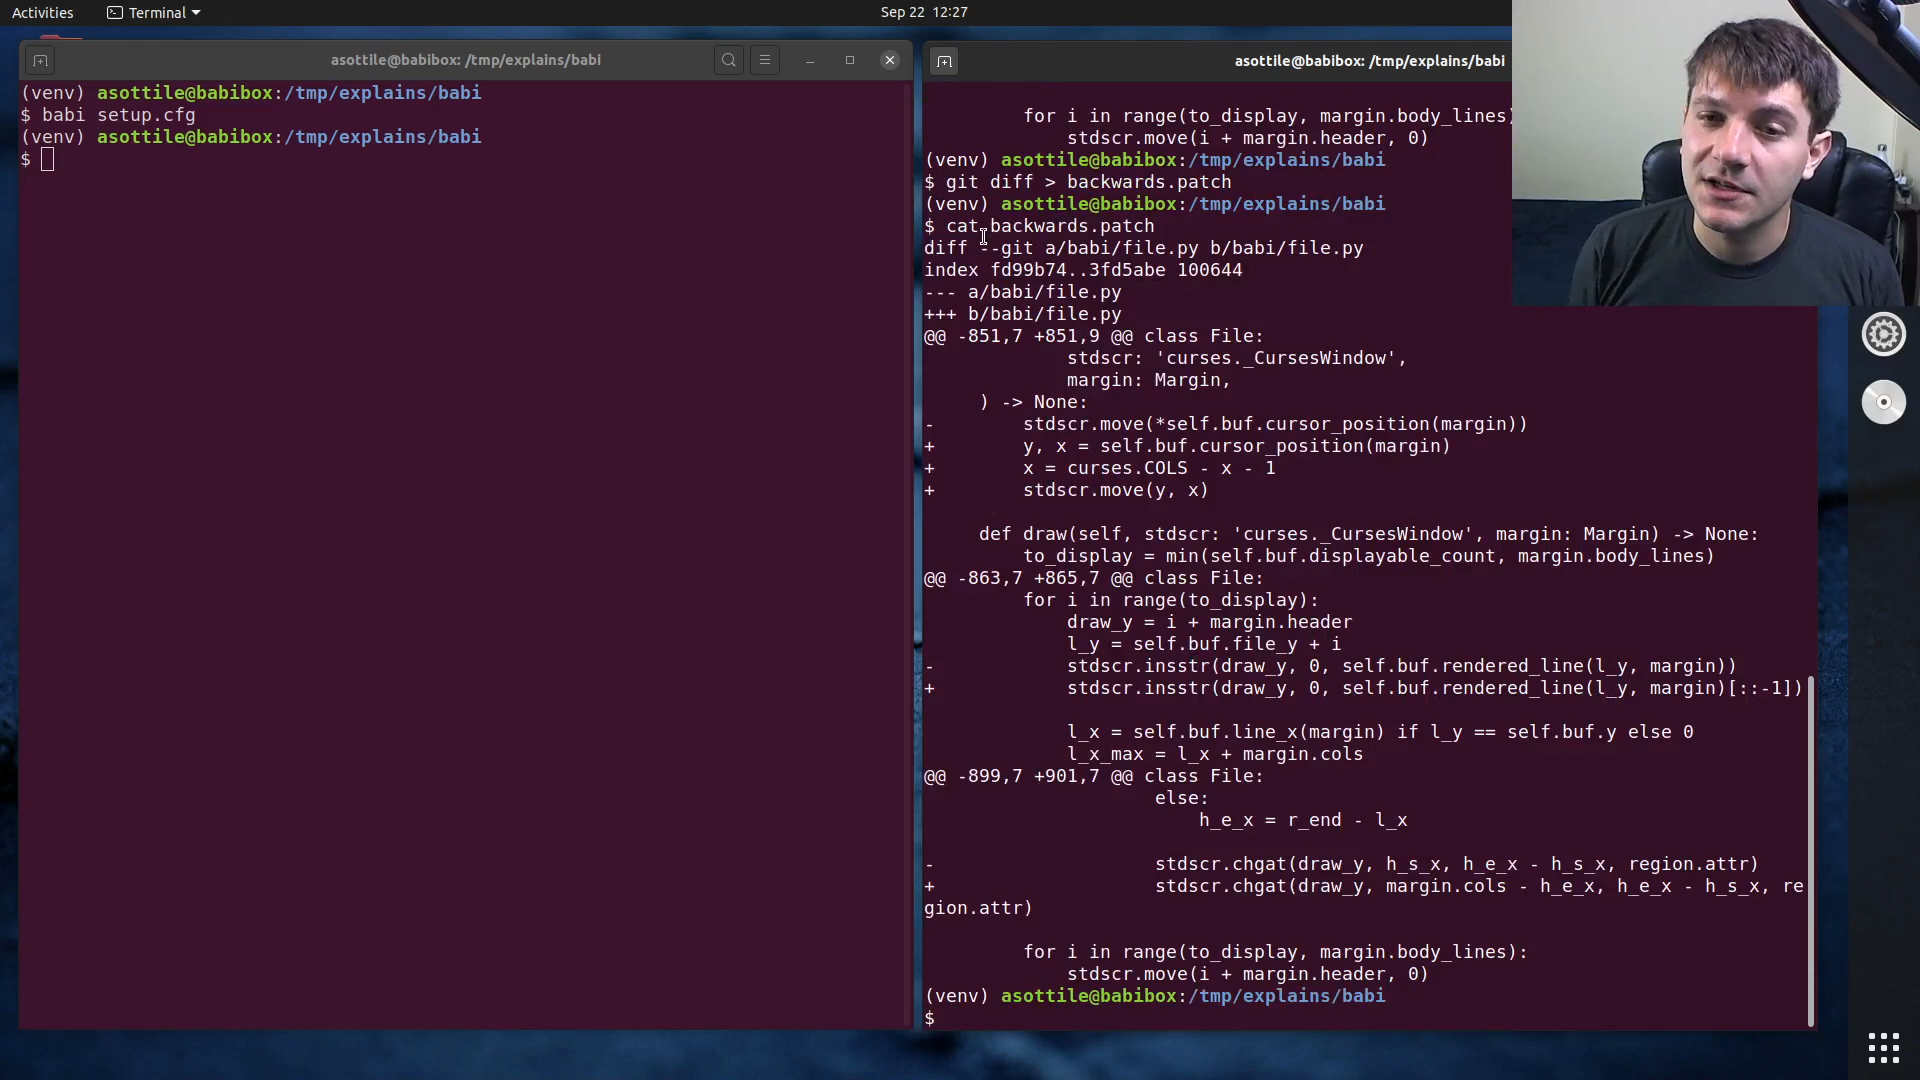 Activities
Terminal
Sep 22 12:27
asottile@babibox: /tmp/explains/babi
(venv) asottile@babibox:/tmp/explains/babi
$ babi setup.cfg
(venv) asottile@babibox:/tmp/explains/babi
$
asottile@babibox: /tmp/explains/babi
        for i in range(to_display, margin.body_lines)
            stdscr.move(i + margin.header, 0)
(venv) asottile@babibox:/tmp/explains/babi
$ git diff > backwards.patch
(venv) asottile@babibox:/tmp/explains/babi
$ cat backwards.patch
diff --git a/babi/file.py b/babi/file.py
index fd99b74..3fd5abe 100644
--- a/babi/file.py
+++ b/babi/file.py
@@ -851,7 +851,9 @@ class File:
             stdscr: 'curses._CursesWindow',
             margin: Margin,
     ) -> None:
-        stdscr.move(*self.buf.cursor_position(margin))
+        y, x = self.buf.cursor_position(margin)
+        x = curses.COLS - x - 1
+        stdscr.move(y, x)
     def draw(self, stdscr: 'curses._CursesWindow', margin: Margin) -> None:
         to_display = min(self.buf.displayable_count, margin.body_lines)
@@ -863,7 +865,7 @@ class File:
         for i in range(to_display):
             draw_y = i + margin.header
             l_y = self.buf.file_y + i
-            stdscr.insstr(draw_y, 0, self.buf.rendered_line(l_y, margin))
+            stdscr.insstr(draw_y, 0, self.buf.rendered_line(l_y, margin)[::-1])
             l_x = self.buf.line_x(margin) if l_y == self.buf.y else 0
             l_x_max = l_x + margin.cols
@@ -899,7 +901,7 @@ class File:
                     else:
                         h_e_x = r_end - l_x
-                    stdscr.chgat(draw_y, h_s_x, h_e_x - h_s_x, region.attr)
+                    stdscr.chgat(draw_y, margin.cols - h_e_x, h_e_x - h_s_x, re
gion.attr)
         for i in range(to_display, margin.body_lines):
             stdscr.move(i + margin.header, 0)
(venv) asottile@babibox:/tmp/explains/babi
$